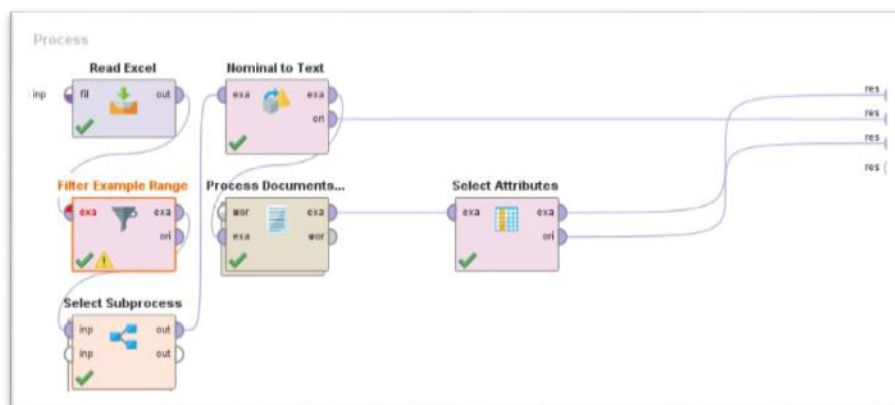 Process
Read Excel
Nominal to Text
inp
fil
out
exa
exa
ori
res
res
res
res
Filter Example Range
Process Documents...
Select Attributes
exa
exa
ori
wor
exa
exa
wor
exa
exa
ori
Select Subprocess
inp
out
inp
out